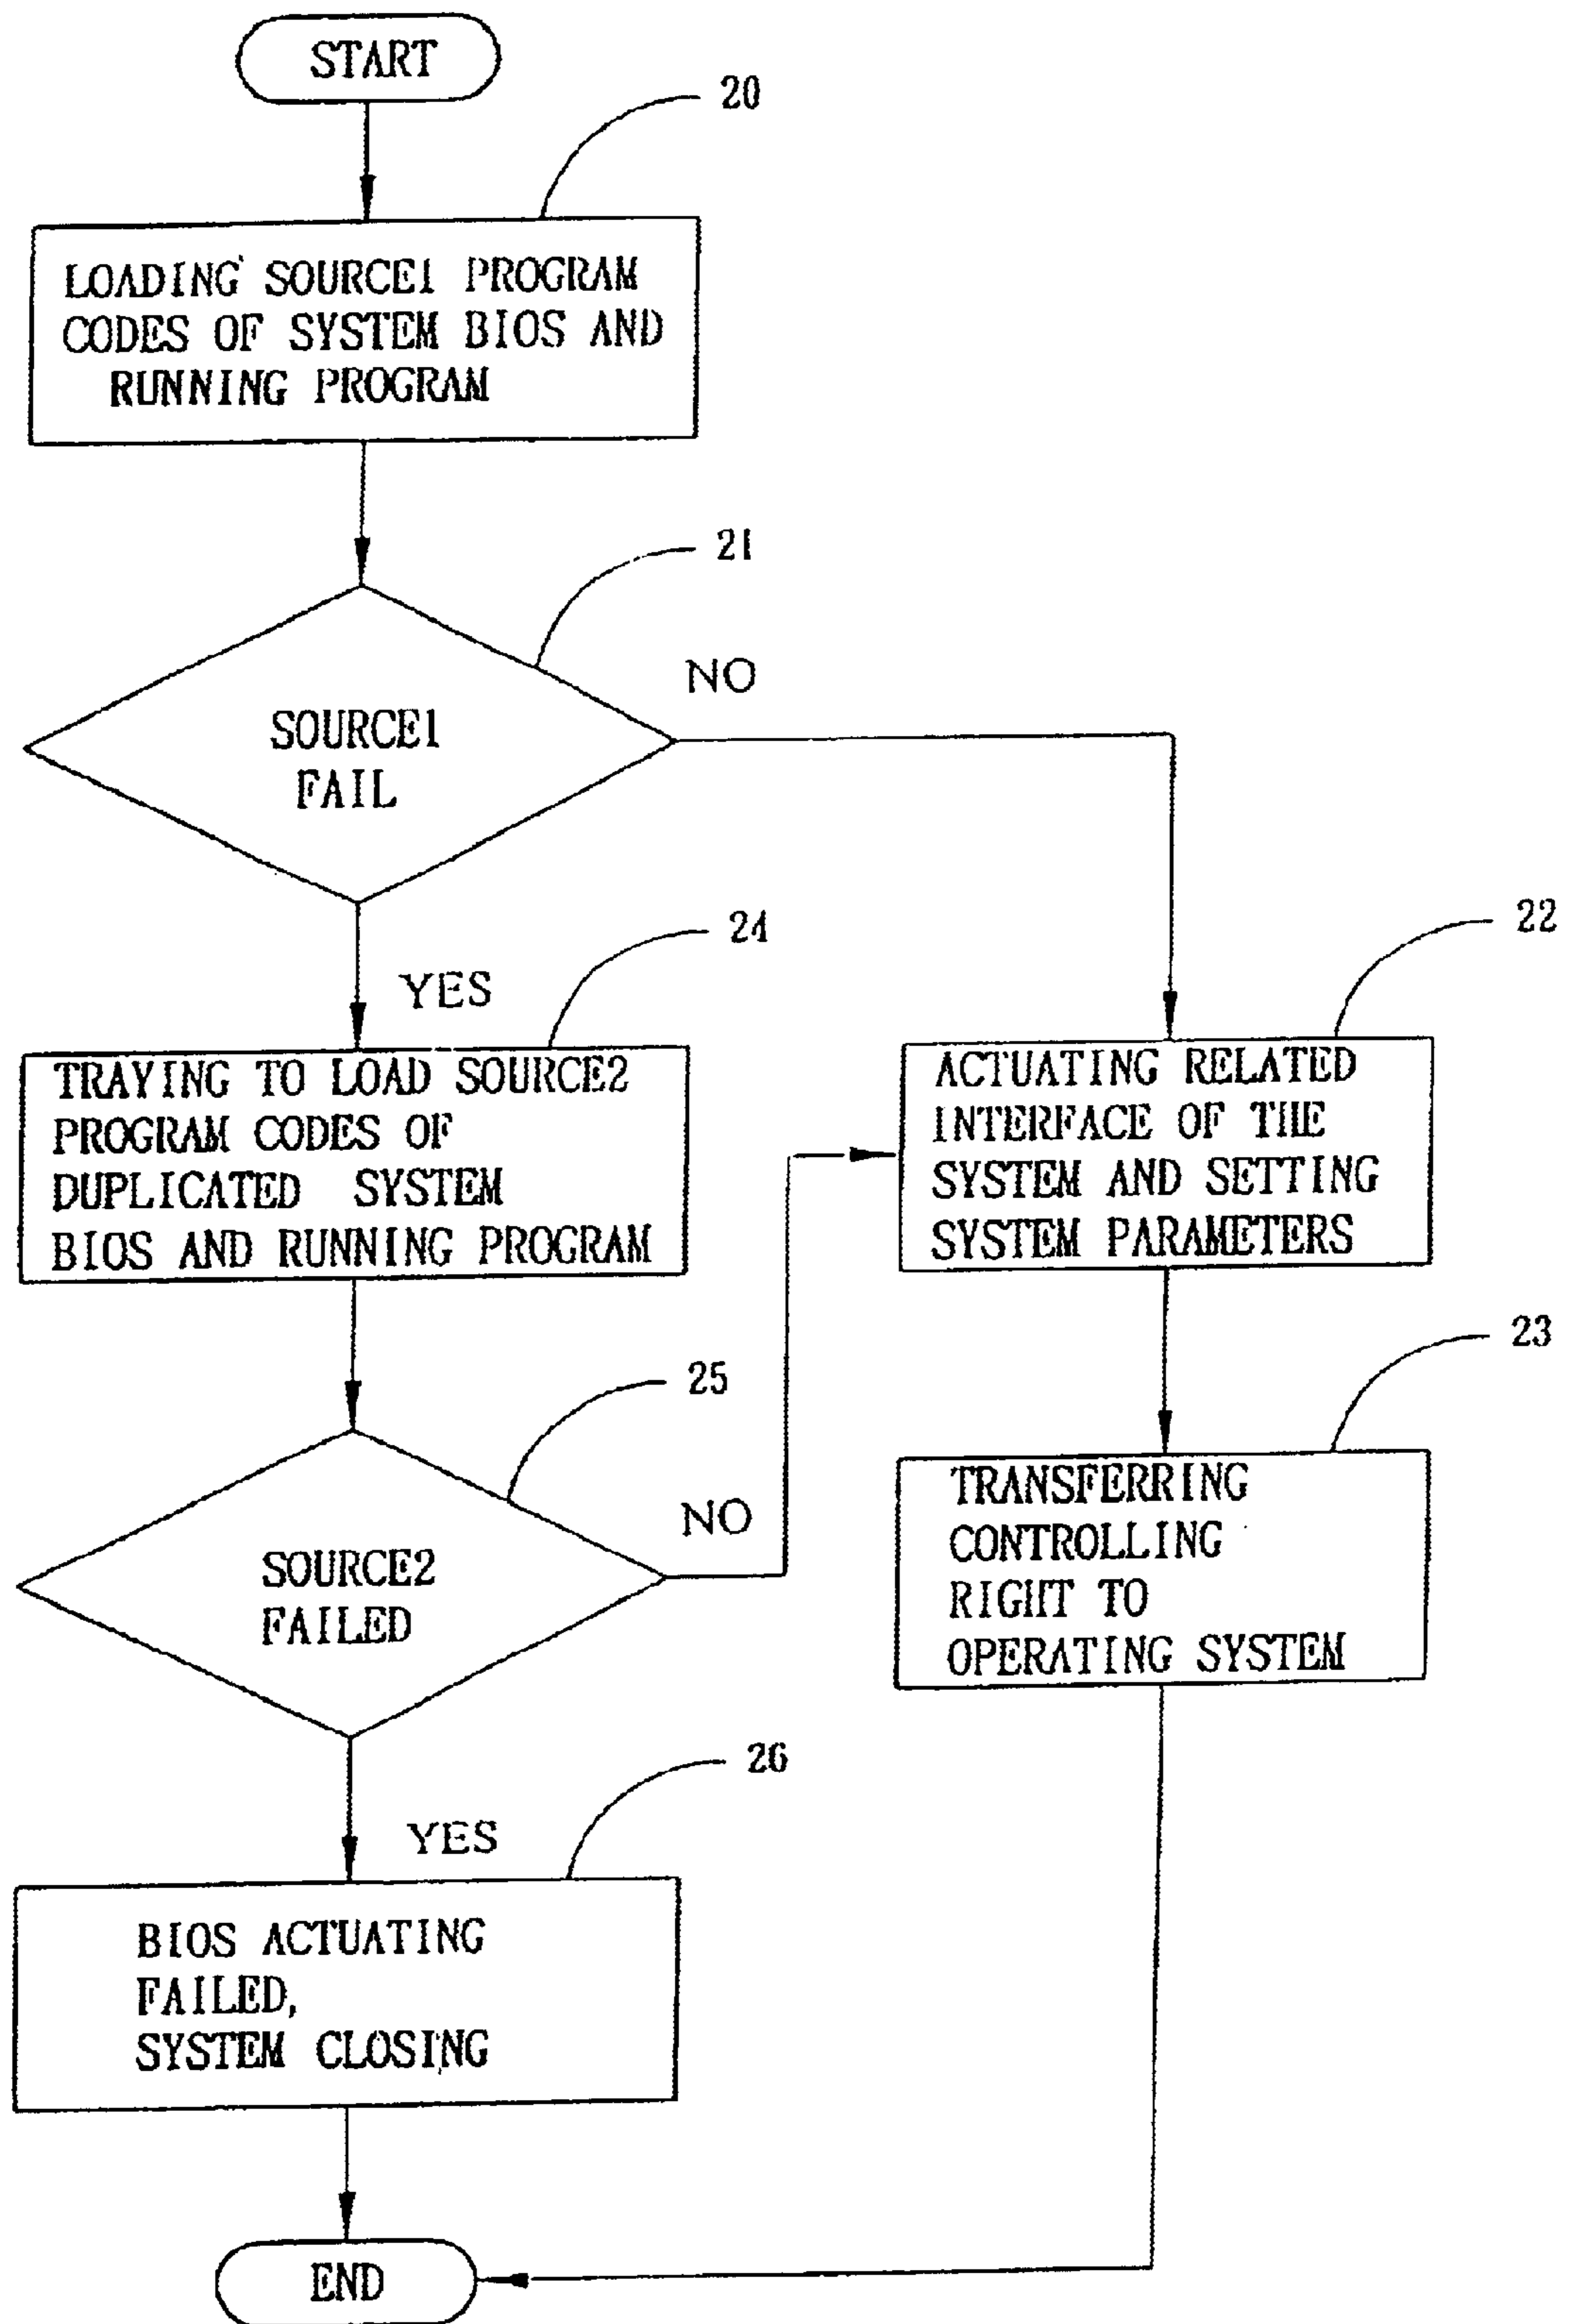 START
20
LOADING SOURCE1 PROGRAM
CODES OF SYSTEM BIOS AND
RUNNING PROGRAM
21
NO
SOURCE1
FAIL
24
22
YES
TRAYING TO LOAD SOURCE2
PROGRAM CODES OF
DUPLICATED SYSTEM
BIOS AND RUNNING PROGRAM
ACTUATING RELATED
INTERFACE OF THE
SYSTEM AND SETTING
SYSTEM PARAMETERS
23
25
NO
SOURCE2
FAILED
TRANSFERRING
CONTROLLING
RIGHT TO
OPERATING SYSTEM
26
YES
BIOS ACTUATING
FAILED,
SYSTEM CLOSING
END